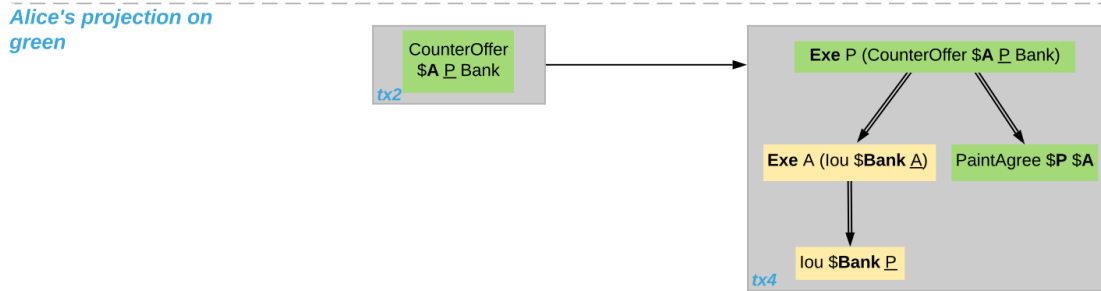 Alice's projection on
green
CounterOffer
$A P Bank
tx2
Exe P (CounterOffer $A P Bank)
Exe A (Iou $Bank A)
PaintAgree $P $A
Iou $Bank P
tx4